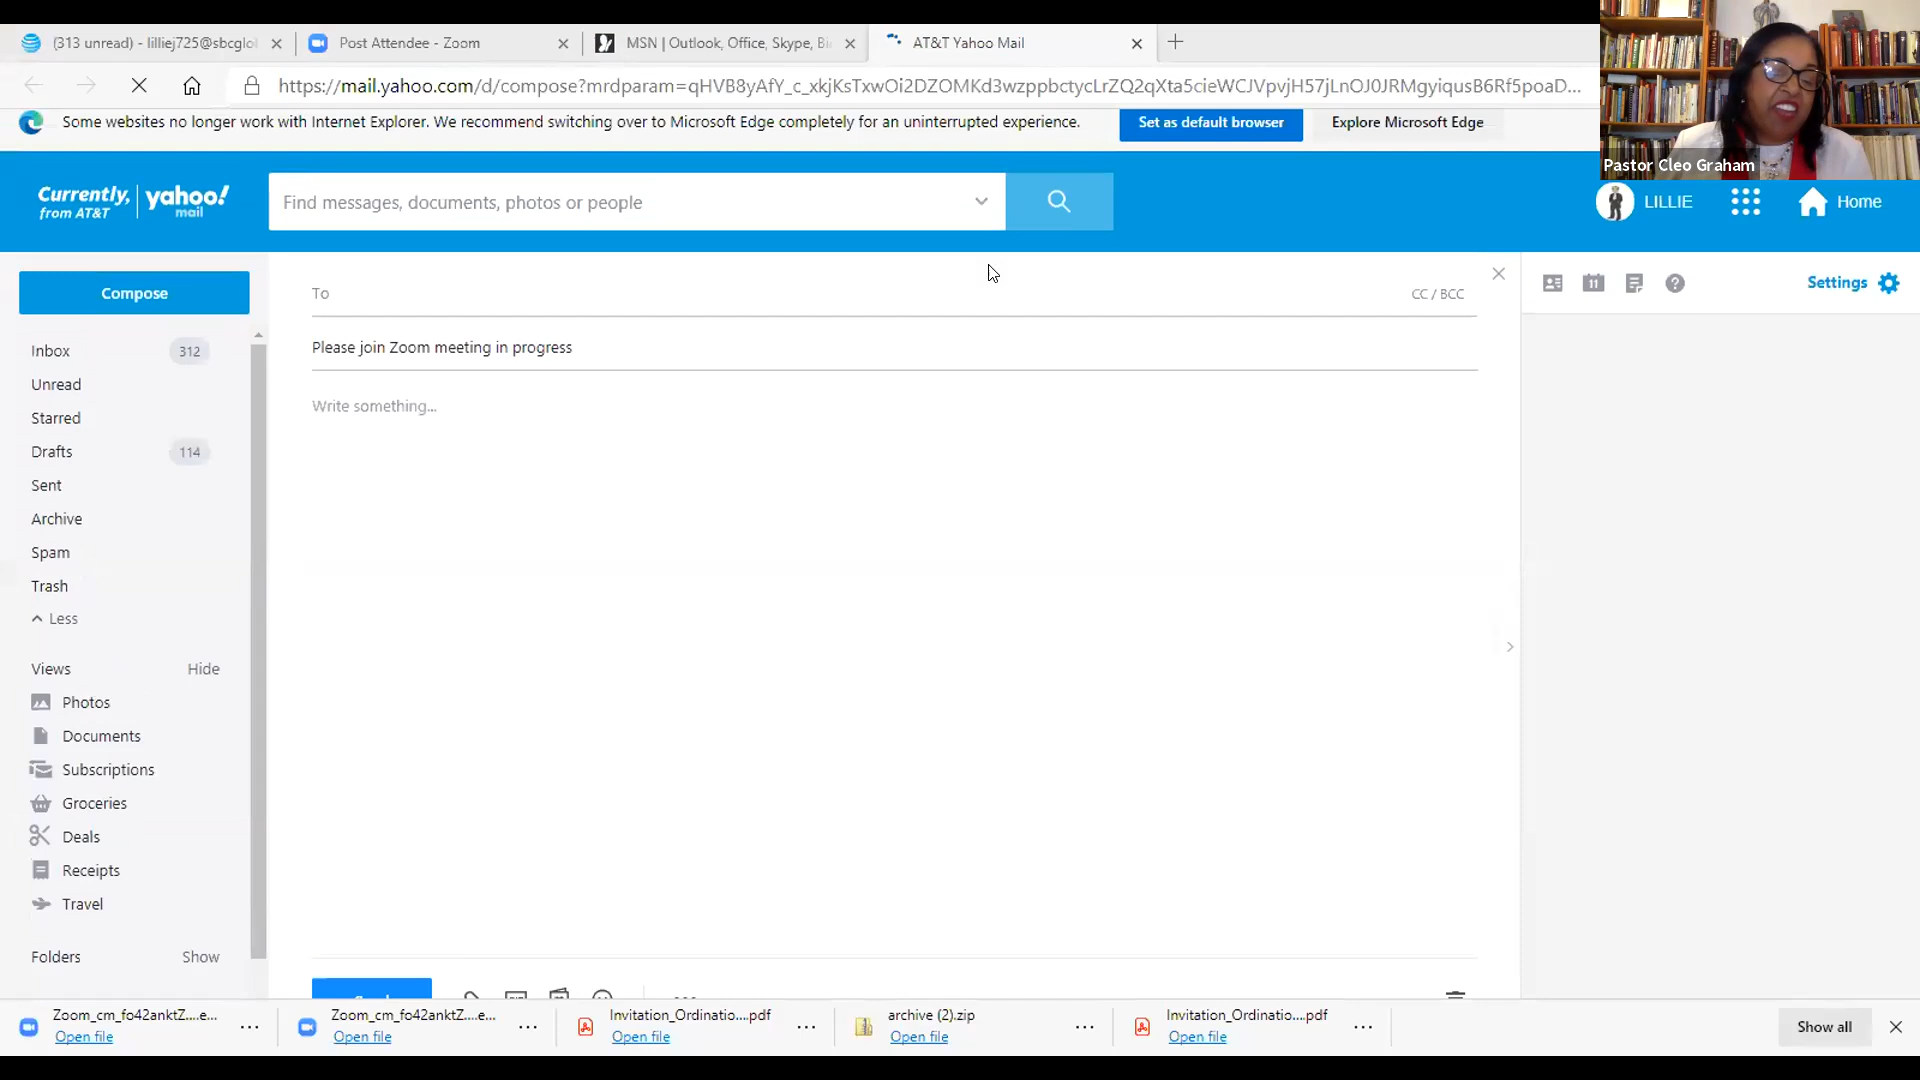 (313 unread) - lilliej725@sbcglol
Post Attendee - Zoom
MSN | Outlook, Office, Skype, Bi
AT&T Yahoo Mail
https://mail.yahoo.com/d/compose?mrdparam=qHVB8yAfY_c_xkjKsTxwOi2DZOMKd3wzppbctycLrZQ2qXta5cieWCJVpvjH57jLnOJ0JRMgyiqusB6Rf5poaD...
Some websites no longer work with Internet Explorer. We recommend switching over to Microsoft Edge completely for an uninterrupted experience.
Set as default browser
Explore Microsoft Edge
Pastor Cleo Graham
Currently,
from AT&T
yahoo!
mail
Find messages, documents, photos or people
LILLIE
Home
Compose
To
CC / BCC
11
Settings
Please join Zoom meeting in progress
Write something...
Inbox 312
Unread
Starred
Drafts 114
Sent
Archive
Spam
Trash
Less
Views Hide
Photos
Documents
Subscriptions
Groceries
Deals
Receipts
Travel
Folders Show
Zoom_cm_fo42anktZ....e...
Open file
Zoom_cm_fo42anktZ....e...
Open file
Invitation_Ordinatio....pdf
Open file
archive (2).zip
Open file
Invitation_Ordinatio....pdf
Open file
Show all